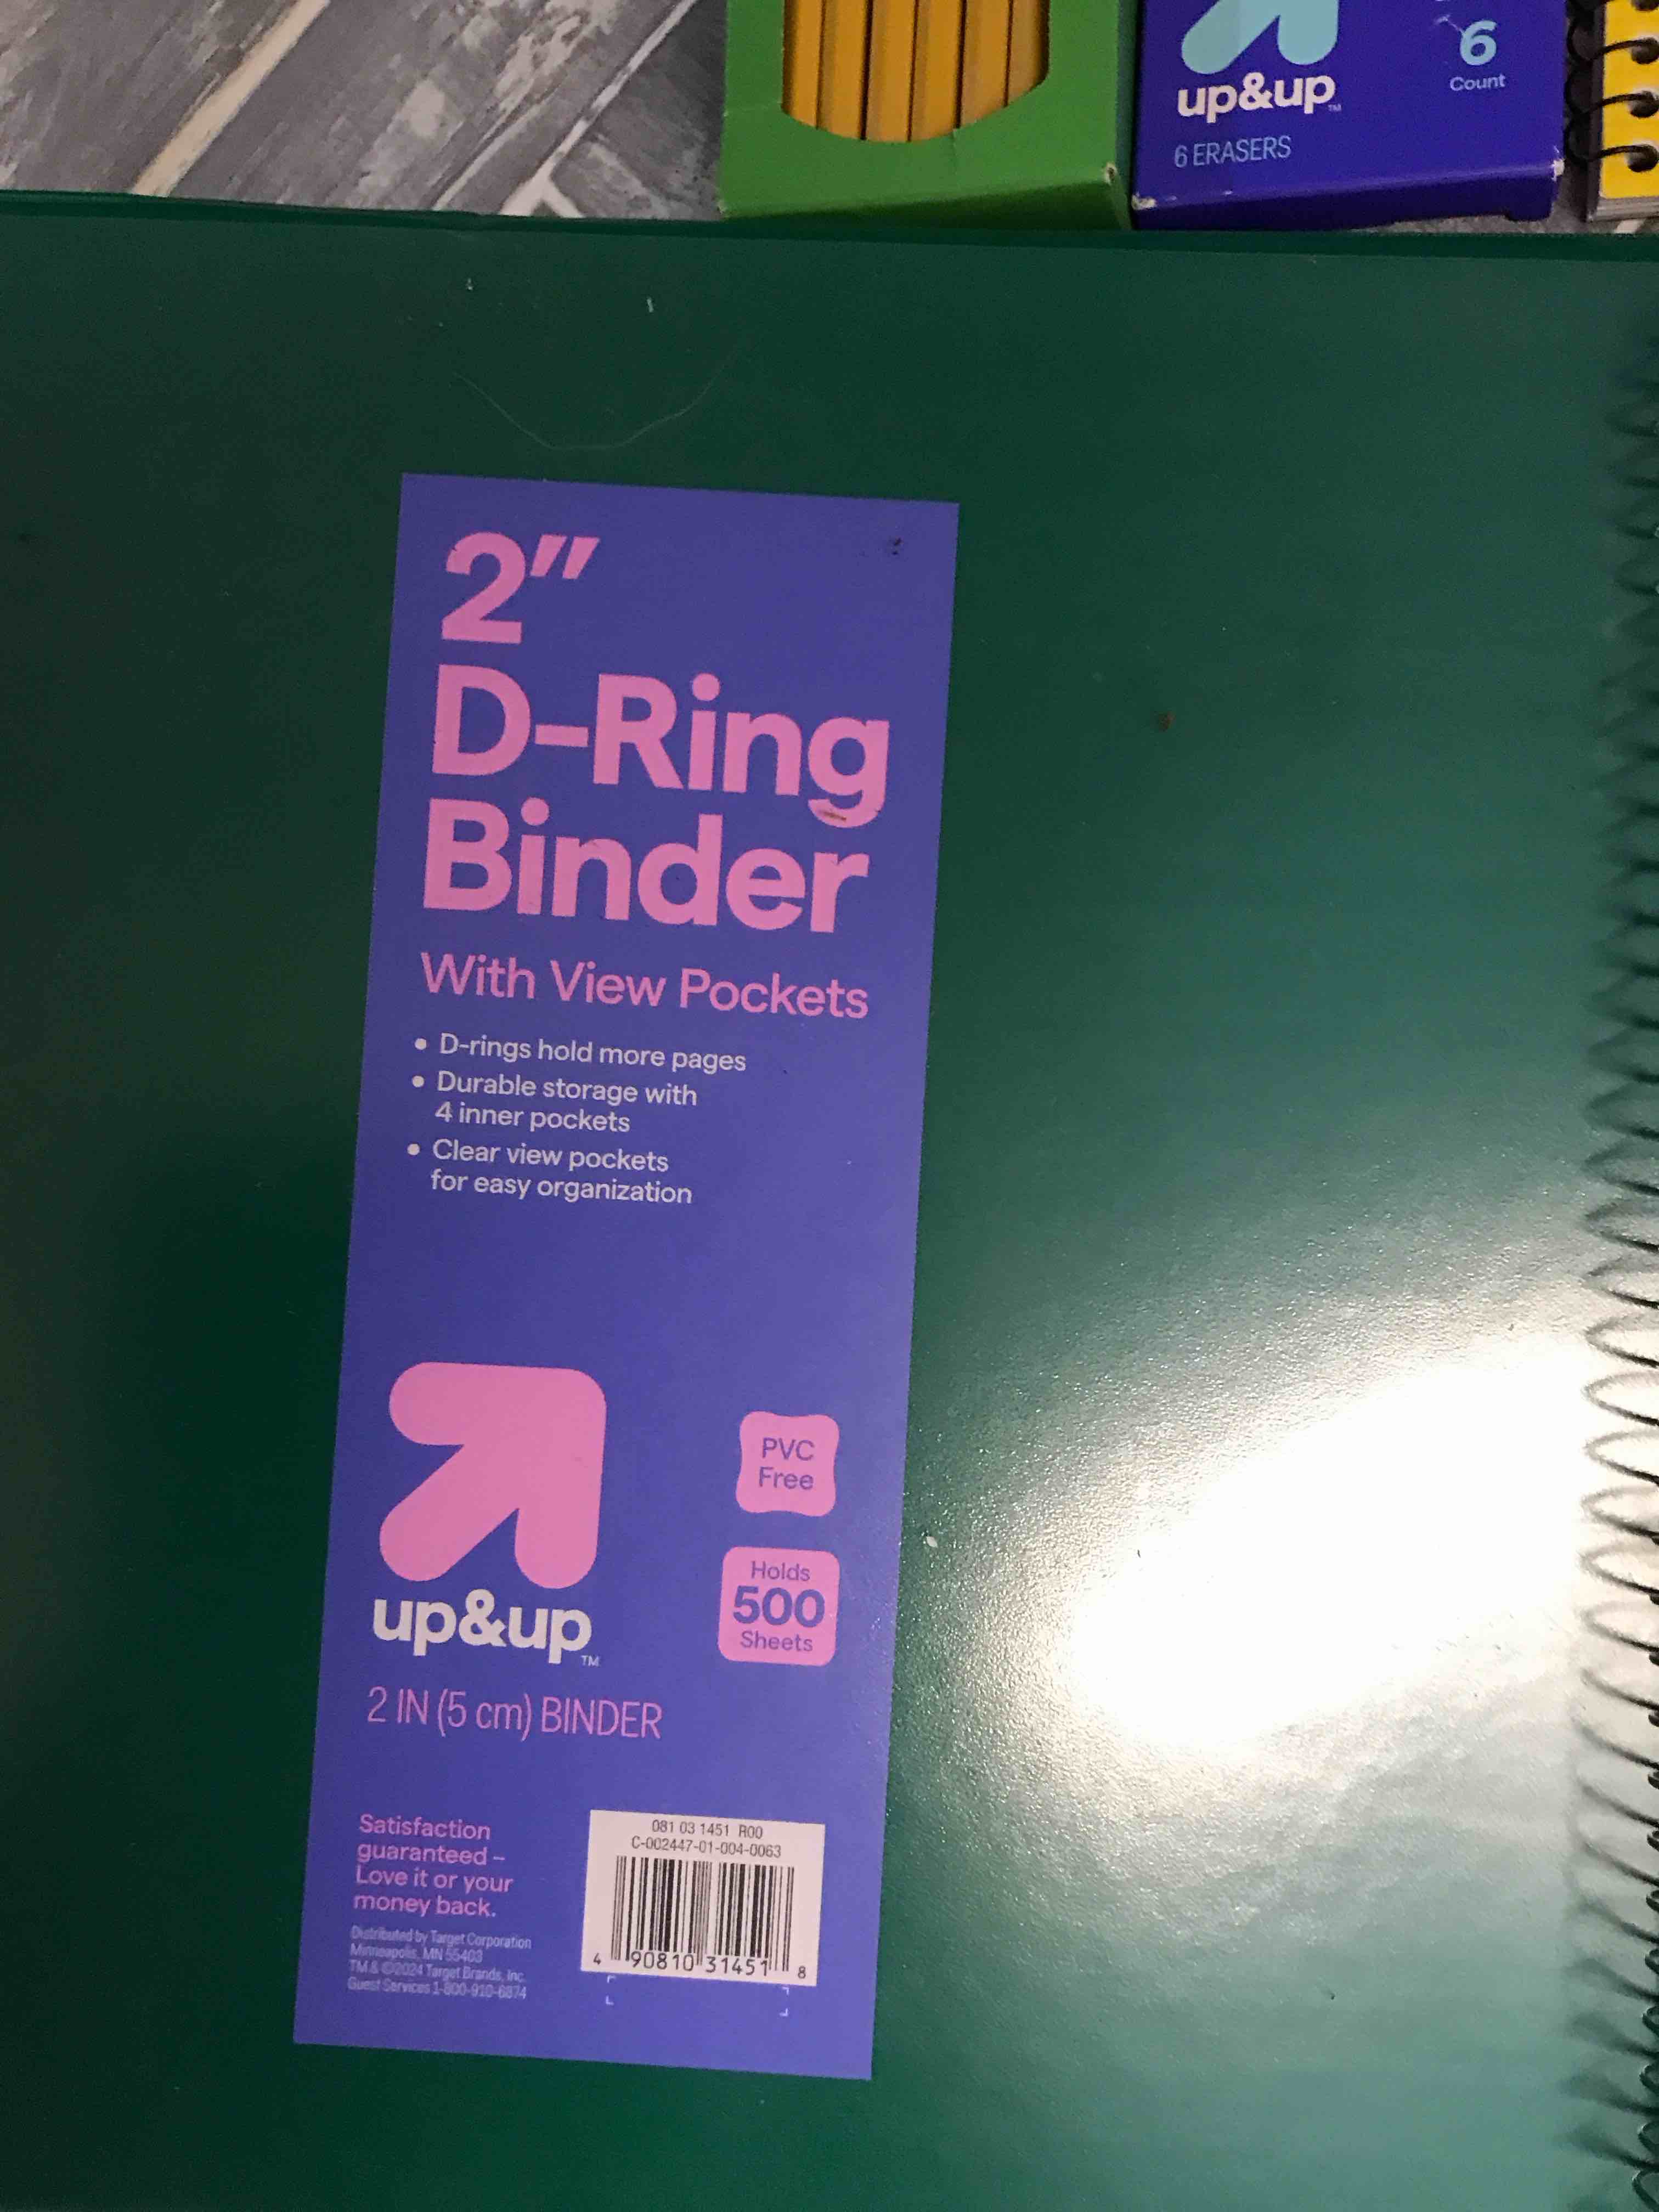 6
Count
up&up™
6 ERASERS
2"
D-Ring
Binder
With View Pockets
• D-rings hold more pages
• Durable storage with
4 inner pockets
• Clear view pockets
for easy organization
PVC
Free
Holds
500
Sheets
up&up™
2 IN (5 cm) BINDER
Satisfaction
guaranteed –
Love it or your
money back.
Distributed by Target Corporation
Minneapolis, MN 55403
TM & ©2024 Target Brands, Inc.
Guest Services 1-800-910-6874
081 03 1451 R00
C-002447-01-004-0063
4 90810 31451 8